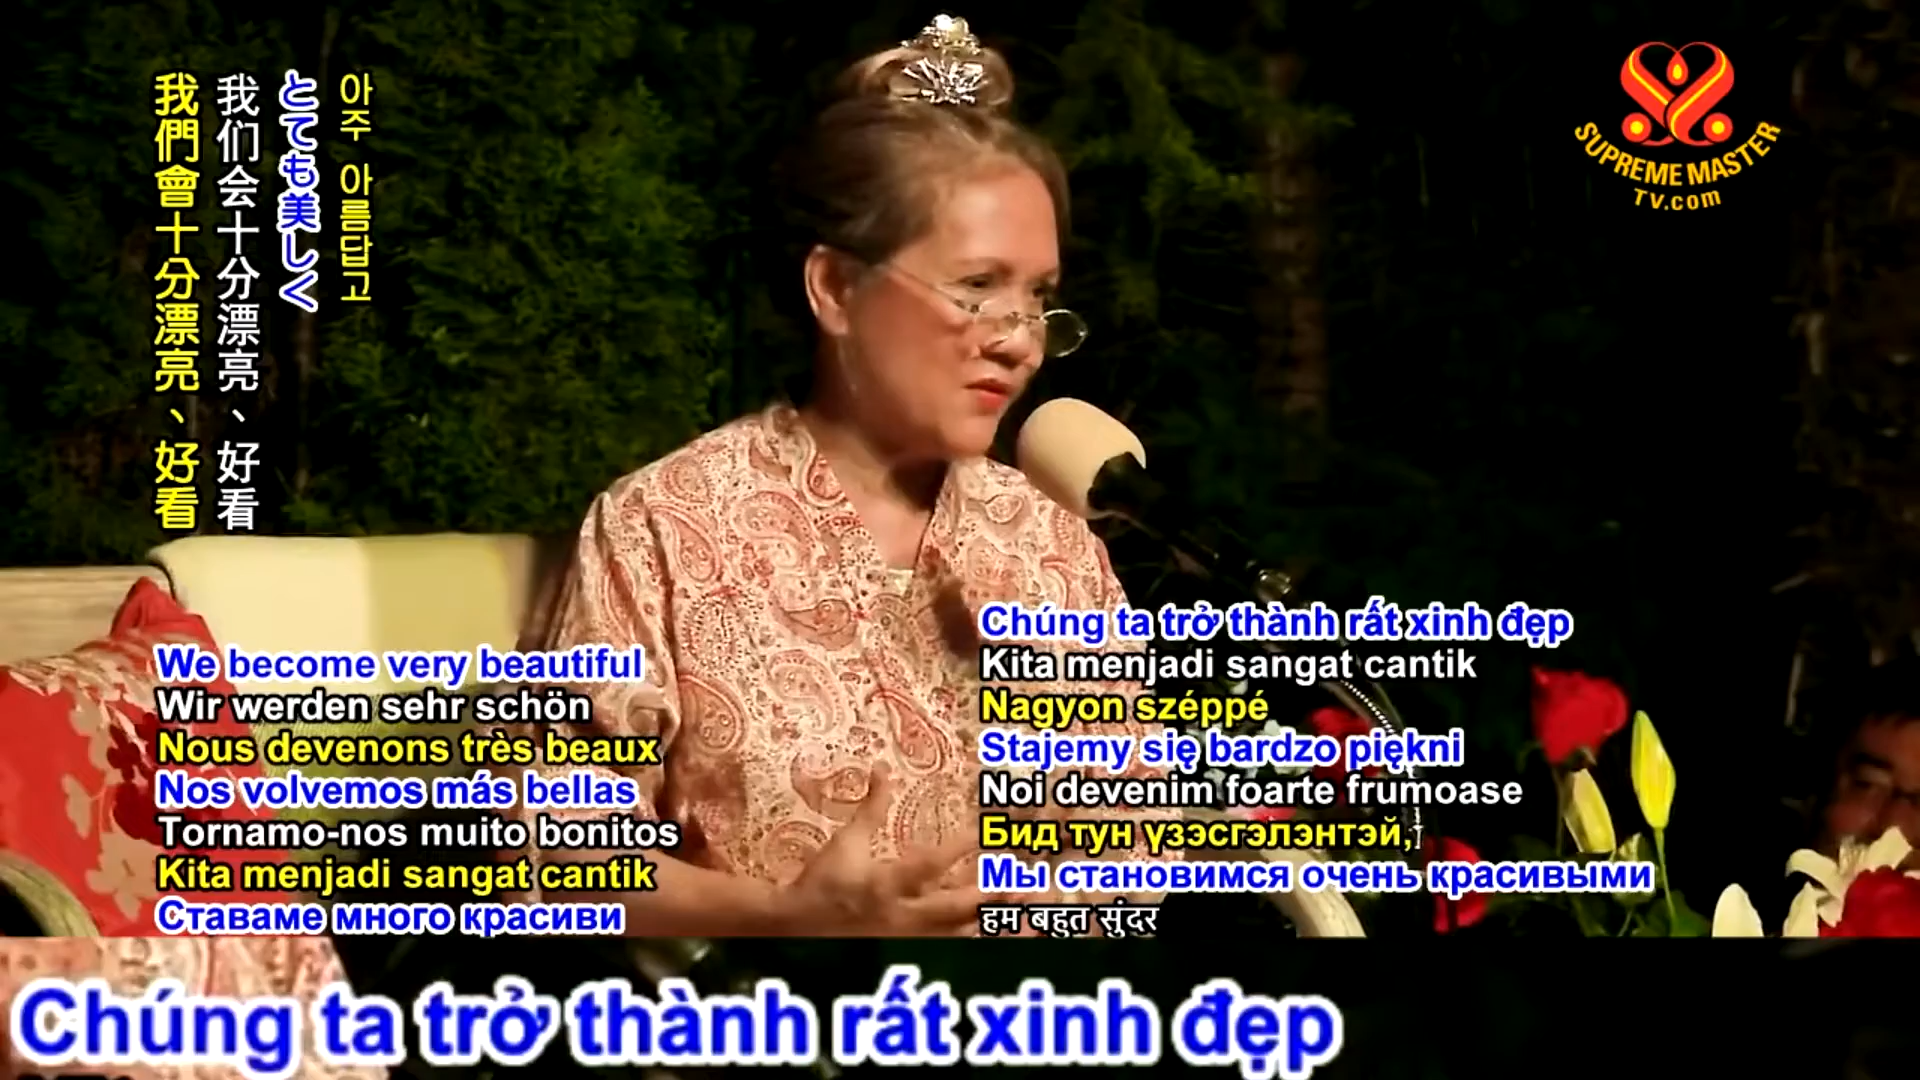 我們會十分漂亮、好看
我们会十分漂亮、好看
とても美しく
아주 아름답고
SUPREME MASTER
TV.com
We become very beautiful
Wir werden sehr schön
Nous devenons très beaux
Nos volvemos más bellas
Tornamo-nos muito bonitos
Kita menjadi sangat cantik
Ставаме много красиви
Chúng ta trở thành rất xinh đẹp
Kita menjadi sangat cantik
Nagyon széppé
Stajemy się bardzo piękni
Noi devenim foarte frumoase
Бид тун үзэсгэлэнтэй,
Мы становимся очень красивыми
हम बहुत सुंदर
Chúng ta trở thành rất xinh đẹp